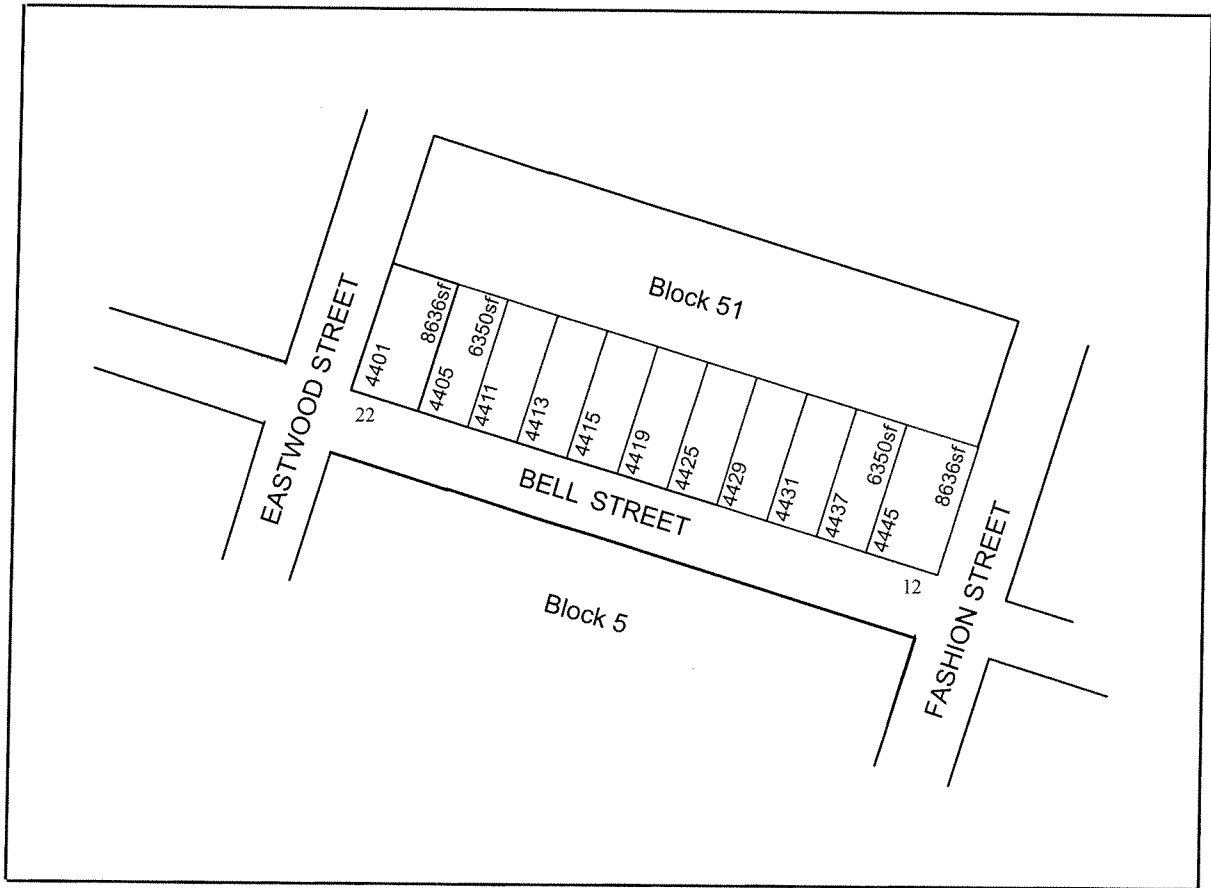 Block 51
EASTWOOD STREET
4401
8636sf
4405
6350sf
4411
4413
4415
4419
4425
4429
4431
4437
6350sf
4445
8636sf
22
BELL STREET
12
FASHION STREET
Block 5